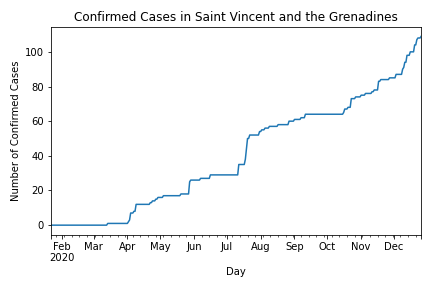 Confirmed Cases in Saint Vincent and the Grenadines
Number of Confirmed Cases
100
80
60
40
20
0
Feb Mar Apr May Jun Jul Aug Sep Oct Nov Dec
2020
Day